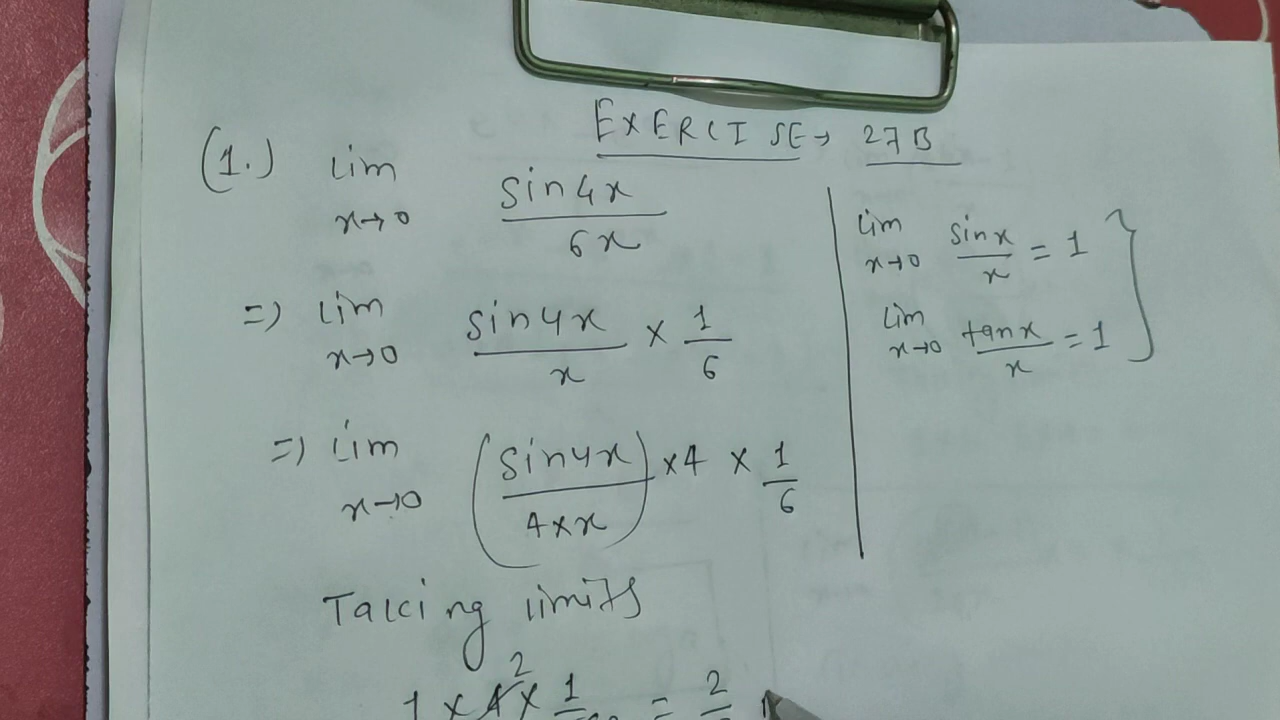 EXERCISE→ 27B
(1.) lim x→0 sin4x / 6x
=) lim x→0 sin4x / x × 1/6
=) lim x→0 (sin4x / 4×x) ×4 × 1/6
Taking limits
1 × 4 2 × 1 = 2
lim x→0 sinx / x = 1
lim x→0 tanx / x = 1 }